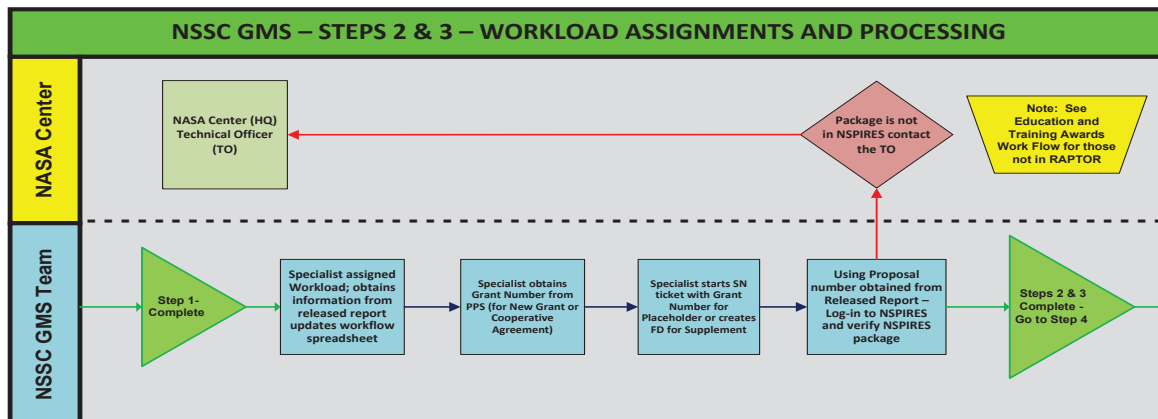 NSSC GMS – STEPS 2 & 3 – WORKLOAD ASSIGNMENTS AND PROCESSING
NASA Center
NASA Center (HQ)
Technical Officer
(TO)
Package is not
in NSPIRES contact
the TO
Note: See
Education and
Training Awards
Work Flow for those
not in RAPTOR
NSSC GMS Team
Step 1-
Complete
Specialist assigned
Workload; obtains
information from
released report
updates workflow
spreadsheet
Specialist obtains
Grant Number from
PPS (for New Grant or
Cooperative Agreement)
Specialist starts SN
ticket with Grant
Number for
Placeholder or creates
FD for Supplement
Using Proposal
number obtained from
Released Report –
Log-in to NSPIRES
and verify NSPIRES
package
Steps 2 & 3
Complete -
Go to Step 4